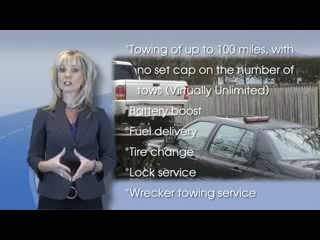 *Towing of up to 100 miles, with
no set cap on the number of
tows (Virtually Unlimited)
*Battery boost
*Fuel delivery
*Tire change
*Lock service
*Wrecker towing service